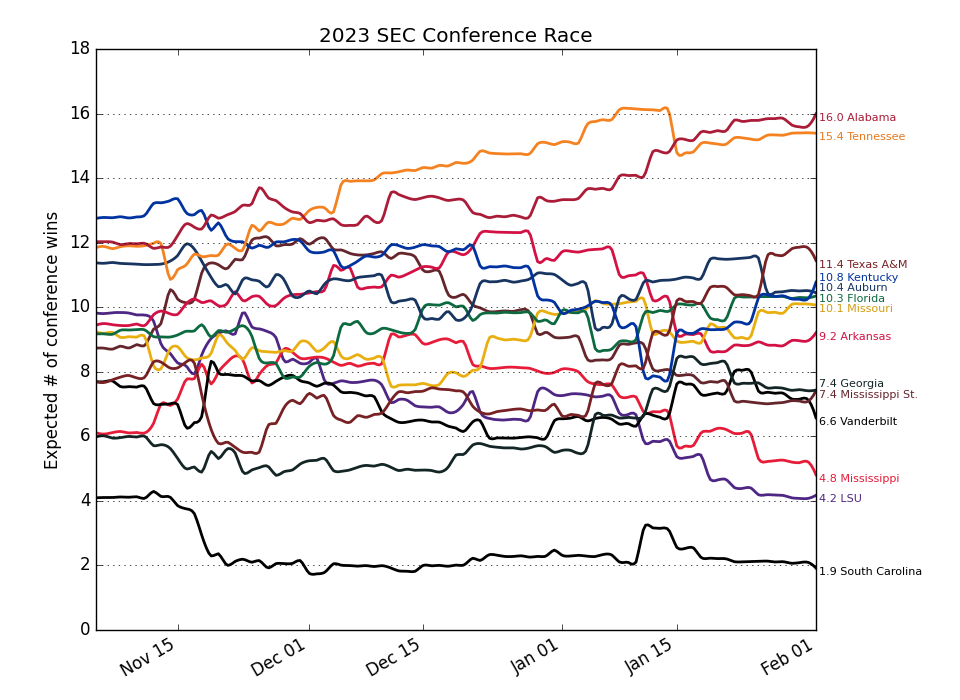 2023 SEC Conference Race
Expected # of conference wins
18
16
14
12
10
8
6
4
2
0
16.0 Alabama
15.4 Tennessee
11.4 Texas A&M
10.8 Kentucky
10.4 Auburn
10.3 Florida
10.1 Missouri
9.2 Arkansas
7.4 Georgia
7.4 Mississippi St.
6.6 Vanderbilt
4.8 Mississippi
4.2 LSU
1.9 South Carolina
Nov 15
Dec 01
Dec 15
Jan 01
Jan 15
Feb 01